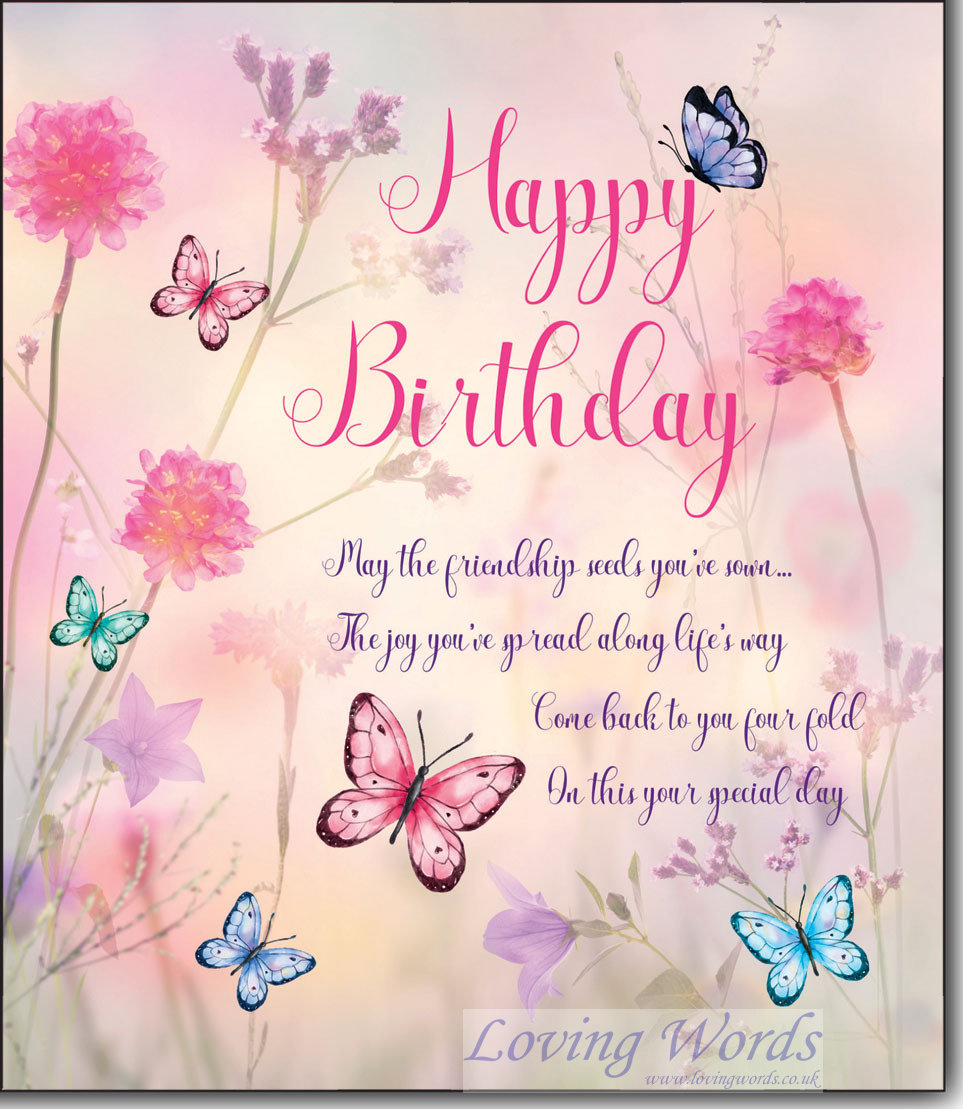 Happy
Birthday
May the friendship seeds you've sown...
The joy you've spread along life's way
Come back to you four fold
On this your special day
Loving Words
www.lovingwords.co.uk